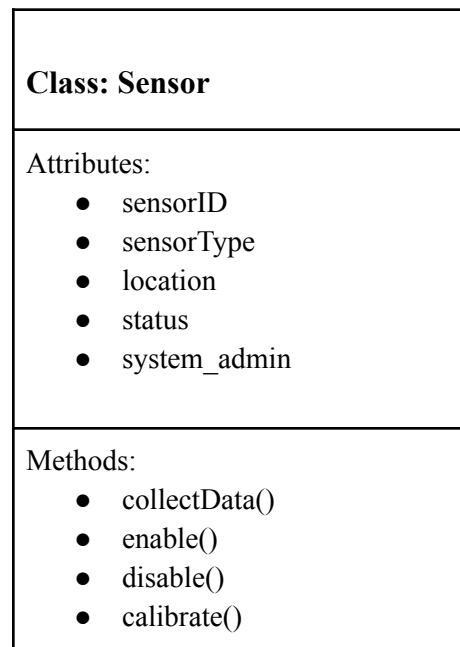 Class: Sensor
Attributes:
● sensorID
● sensorType
● location
● status
● system_admin
Methods:
● collectData()
● enable()
● disable()
● calibrate()